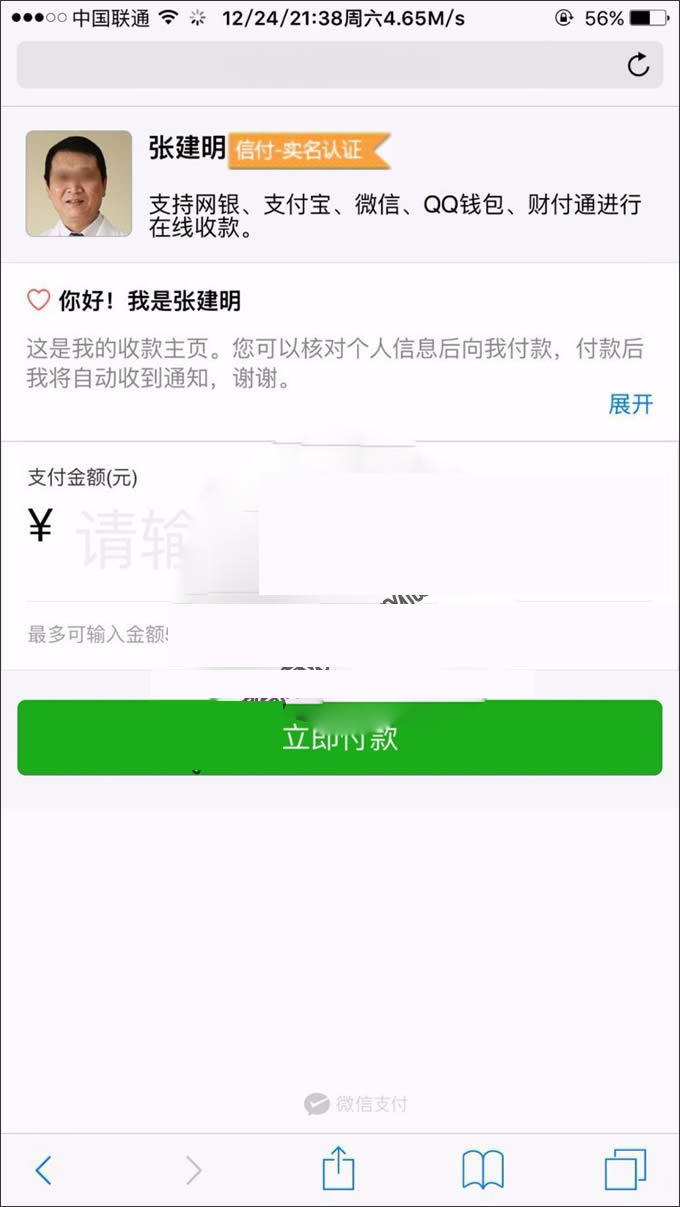 中国联通 12/24/21:38周六4.65M/s 56%
张建明 信付-实名认证
支持网银、支付宝、微信、QQ钱包、财付通进行
在线收款。
你好！我是张建明
这是我的收款主页。您可以核对个人信息后向我付款，付款后
我将自动收到通知，谢谢。
展开
支付金额(元)
¥ 请输
最多可输入金额
立即付款
微信支付